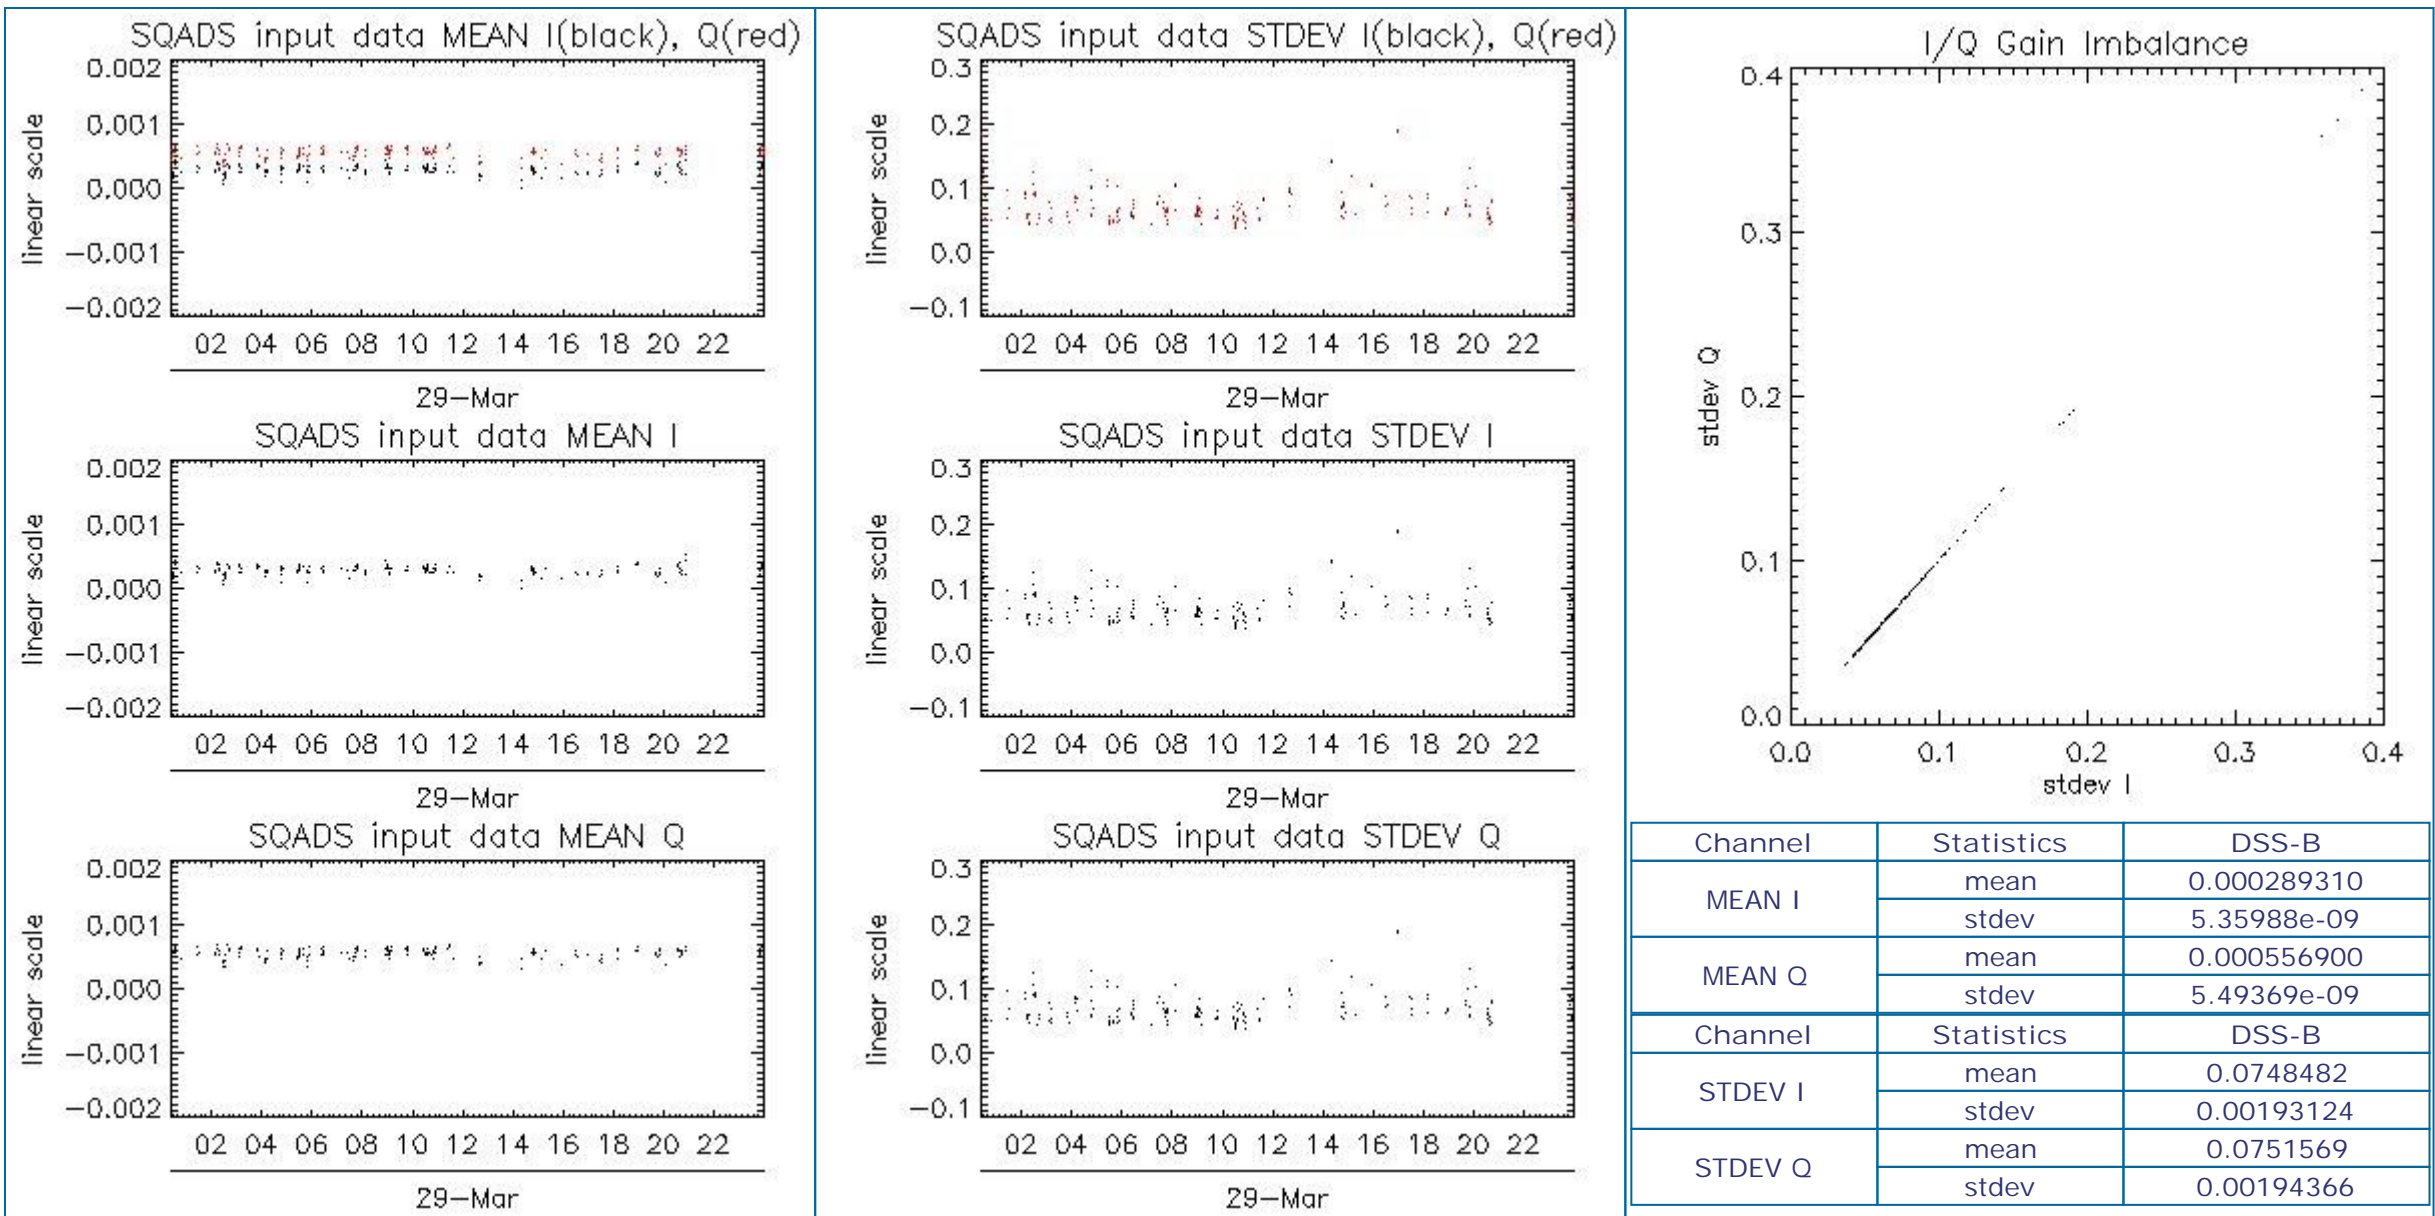 SQADS input data MEAN I(black), Q(red)
0.002
0.001
0.000
−0.001
−0.002
linear scale
02 04 06 08 10 12 14 16 18 20 22
29−Mar
SQADS input data MEAN I
0.002
0.001
0.000
−0.001
−0.002
linear scale
02 04 06 08 10 12 14 16 18 20 22
29−Mar
SQADS input data MEAN Q
0.002
0.001
0.000
−0.001
−0.002
linear scale
02 04 06 08 10 12 14 16 18 20 22
29−Mar
SQADS input data STDEV I(black), Q(red)
0.3
0.2
0.1
0.0
−0.1
linear scale
02 04 06 08 10 12 14 16 18 20 22
29−Mar
SQADS input data STDEV I
0.3
0.2
0.1
0.0
−0.1
linear scale
02 04 06 08 10 12 14 16 18 20 22
29−Mar
SQADS input data STDEV Q
0.3
0.2
0.1
0.0
−0.1
linear scale
02 04 06 08 10 12 14 16 18 20 22
29−Mar
I/Q Gain Imbalance
0.4
0.3
0.2
0.1
0.0
stdev Q
0.0 0.1 0.2 0.3 0.4
stdev I
Channel Statistics DSS-B
MEAN I mean 0.000289310
stdev 5.35988e-09
MEAN Q mean 0.000556900
stdev 5.49369e-09
Channel Statistics DSS-B
STDEV I mean 0.0748482
stdev 0.00193124
STDEV Q mean 0.0751569
stdev 0.00194366